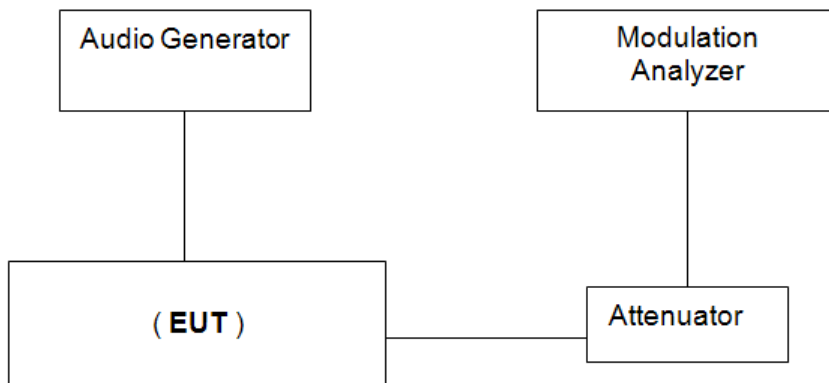 Audio Generator
Modulation
Analyzer
( EUT )
Attenuator